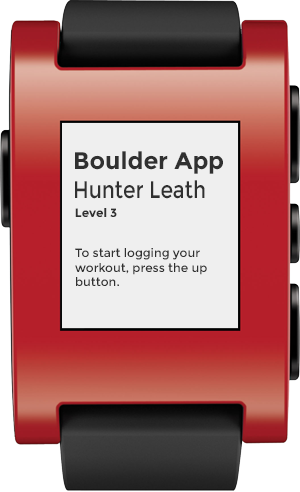 Boulder App
Hunter Leath
Level 3
To start logging your
workout, press the up
button.